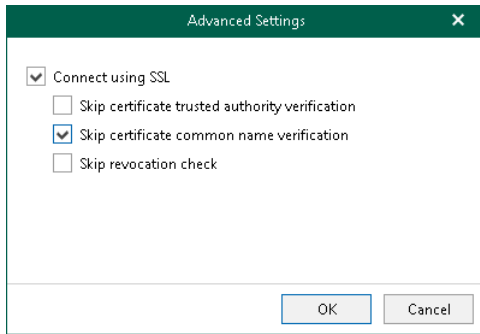 Advanced Settings
Connect using SSL
Skip certificate trusted authority verification
Skip certificate common name verification
Skip revocation check
OK Cancel